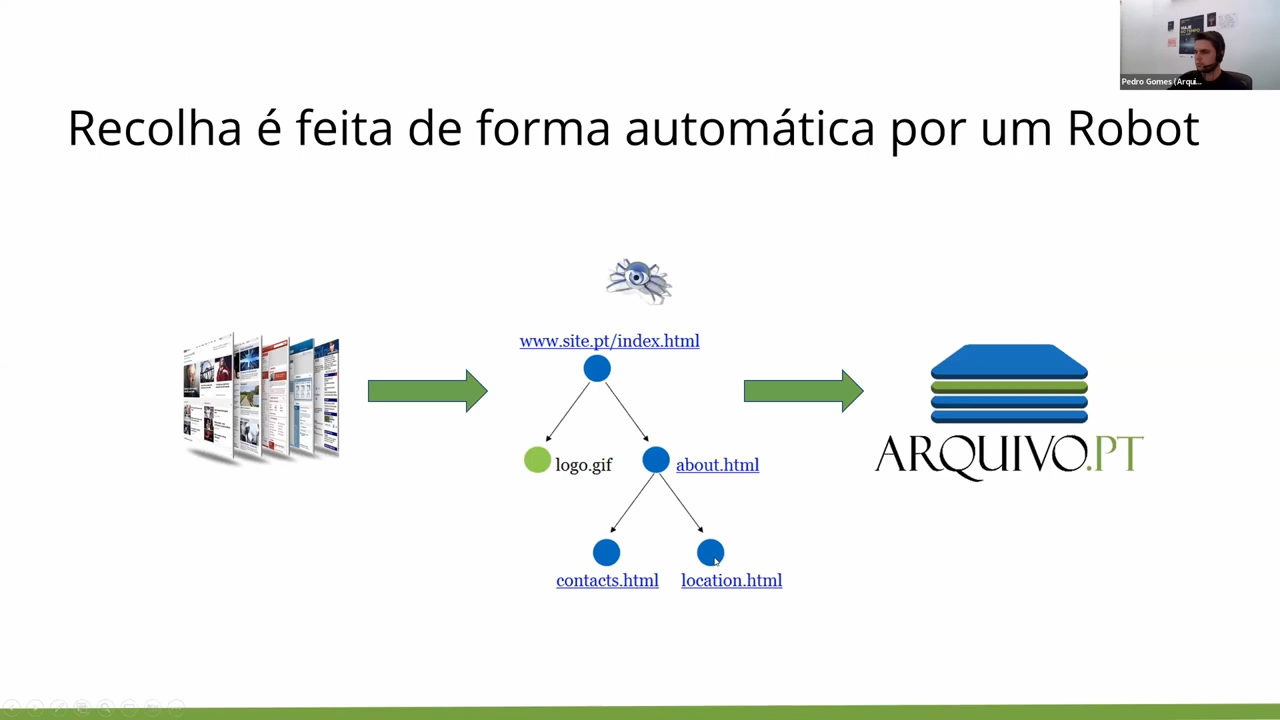 Pedro Gomes (Arqui...
Recolha é feita de forma automática por um Robot
www.site.pt/index.html
logo.gif
about.html
contacts.html
location.html
ARQUIVO.PT